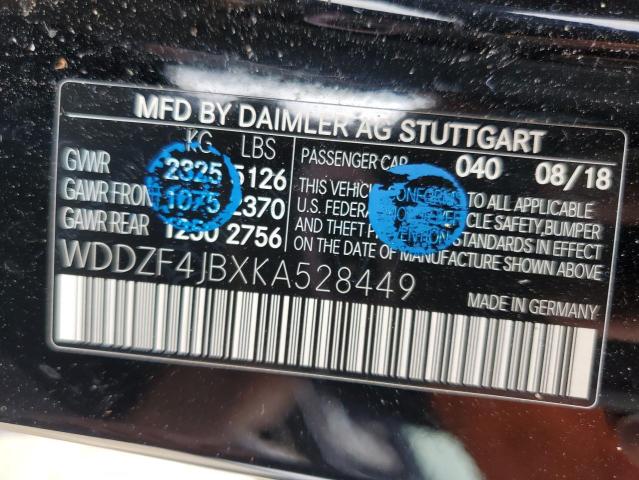 MFD BY DAIMLER AG STUTTGART
KG LBS
GVWR 2325 5126
GAWR FRONT 1075 2370
GAWR REAR 1250 2756
PASSENGER CAR 040 08/18
THIS VEHICLE CONFORMS TO ALL APPLICABLE
U.S. FEDERAL MOTOR VEHICLE SAFETY, BUMPER
AND THEFT PREVENTION STANDARDS IN EFFECT
ON THE DATE OF MANUFACTURE SHOWN ABOVE
WDDZF4JBXKA528449
MADE IN GERMANY